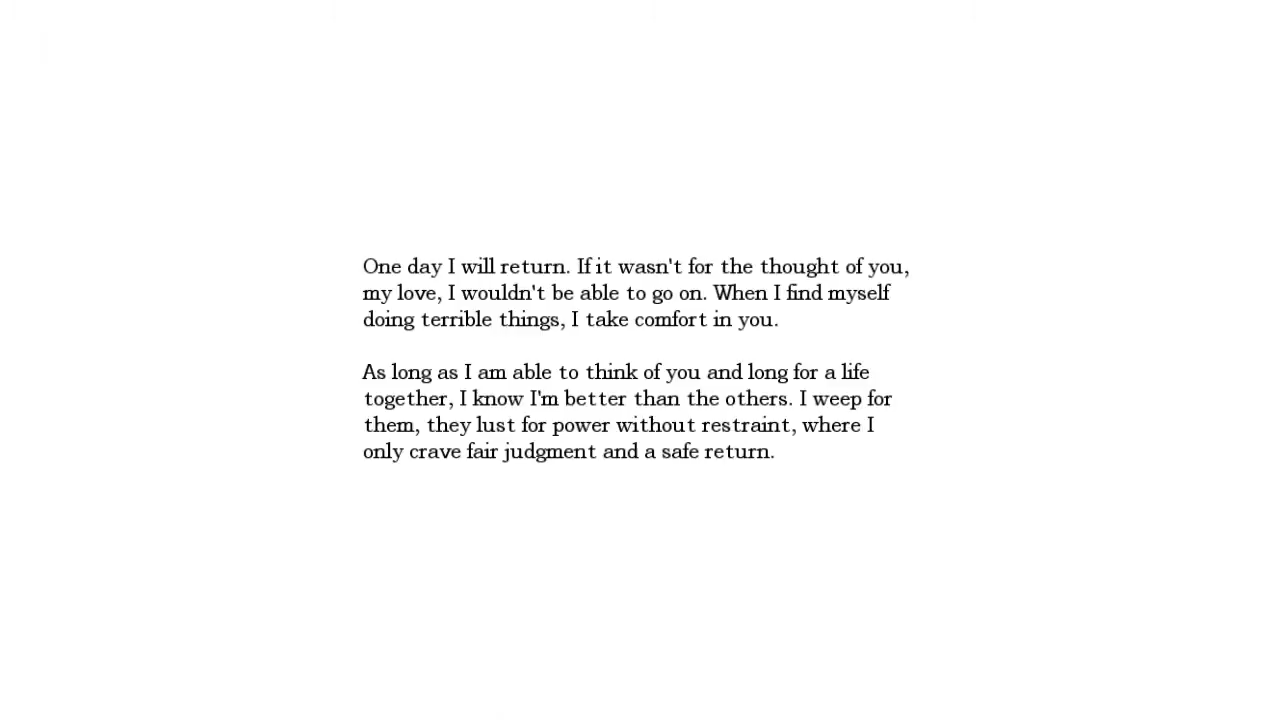 One day I will return. If it wasn't for the thought of you,
my love, I wouldn't be able to go on. When I find myself
doing terrible things, I take comfort in you.
As long as I am able to think of you and long for a life
together, I know I'm better than the others. I weep for
them, they lust for power without restraint, where I
only crave fair judgment and a safe return.